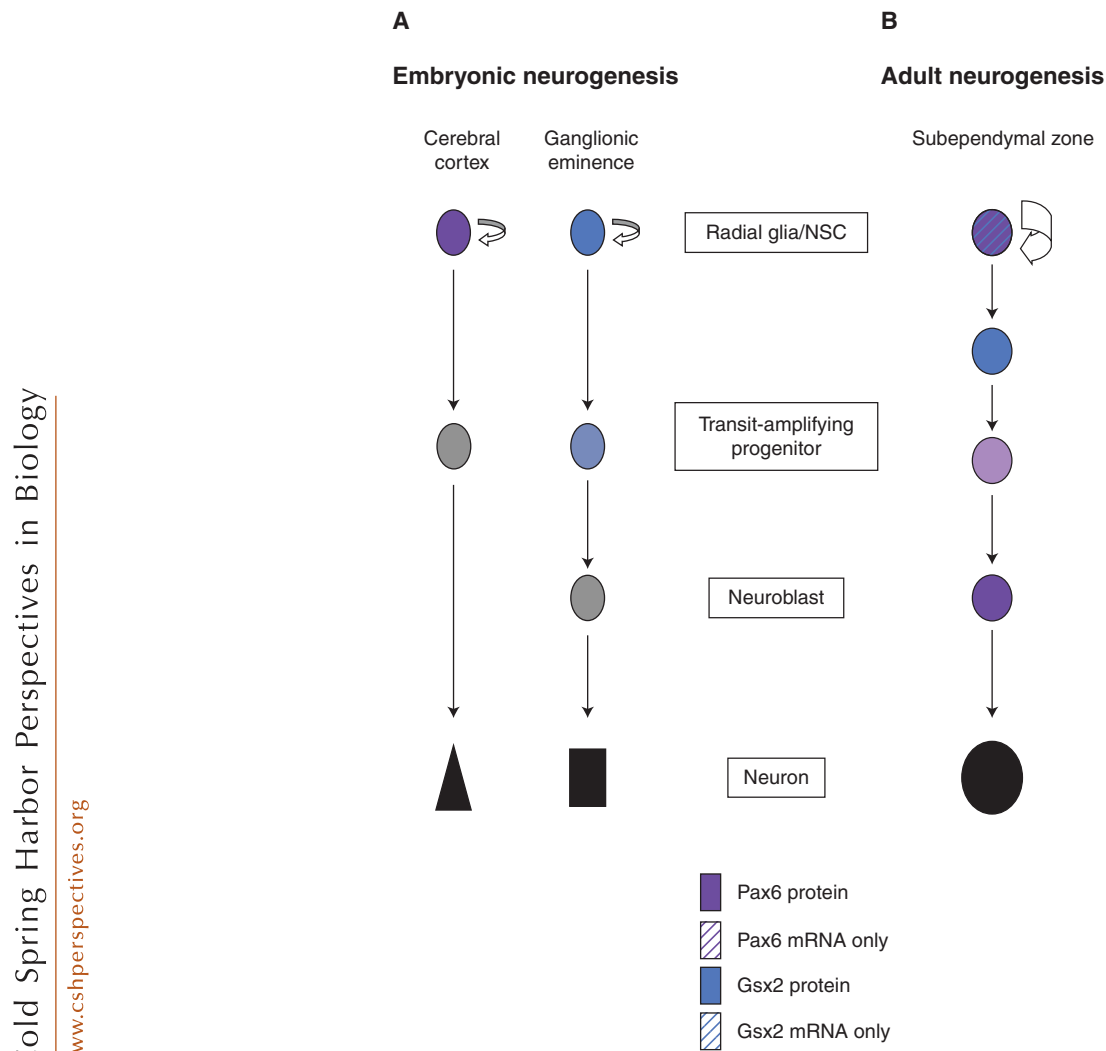 A
B
Embryonic neurogenesis
Adult neurogenesis
Cerebral
cortex
Ganglionic
eminence
Subependymal zone
Radial glia/NSC
Transit-amplifying
progenitor
Neuroblast
Neuron
Pax6 protein
Pax6 mRNA only
Gsx2 protein
Gsx2 mRNA only
old Spring Harbor Perspectives in Biology
ww.cshperspectives.org